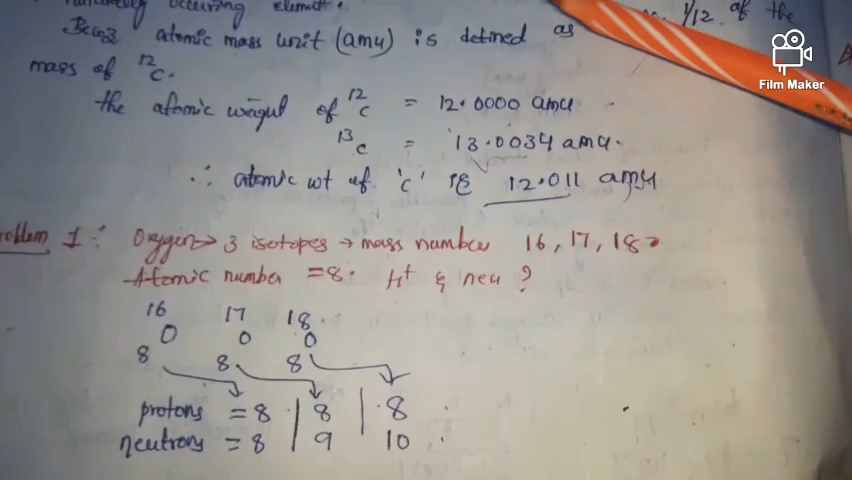 occuring element.
atomic mass unit (amu) is defined as 1/12 of the
mass of ¹²C.
Film Maker
the atomic weight of ¹²C = 12.0000 amu
¹³C = 13.0034 amu.
∴ atomic wt of 'C' is 12.011 amu
Problem 1: Oxygen → 3 isotopes → mass number 16, 17, 18
Atomic number = 8. H⁺ & neu ?
16 17 18
O O O
8 8 8
protons = 8 | 8 | 8
neutrons = 8 | 9 10